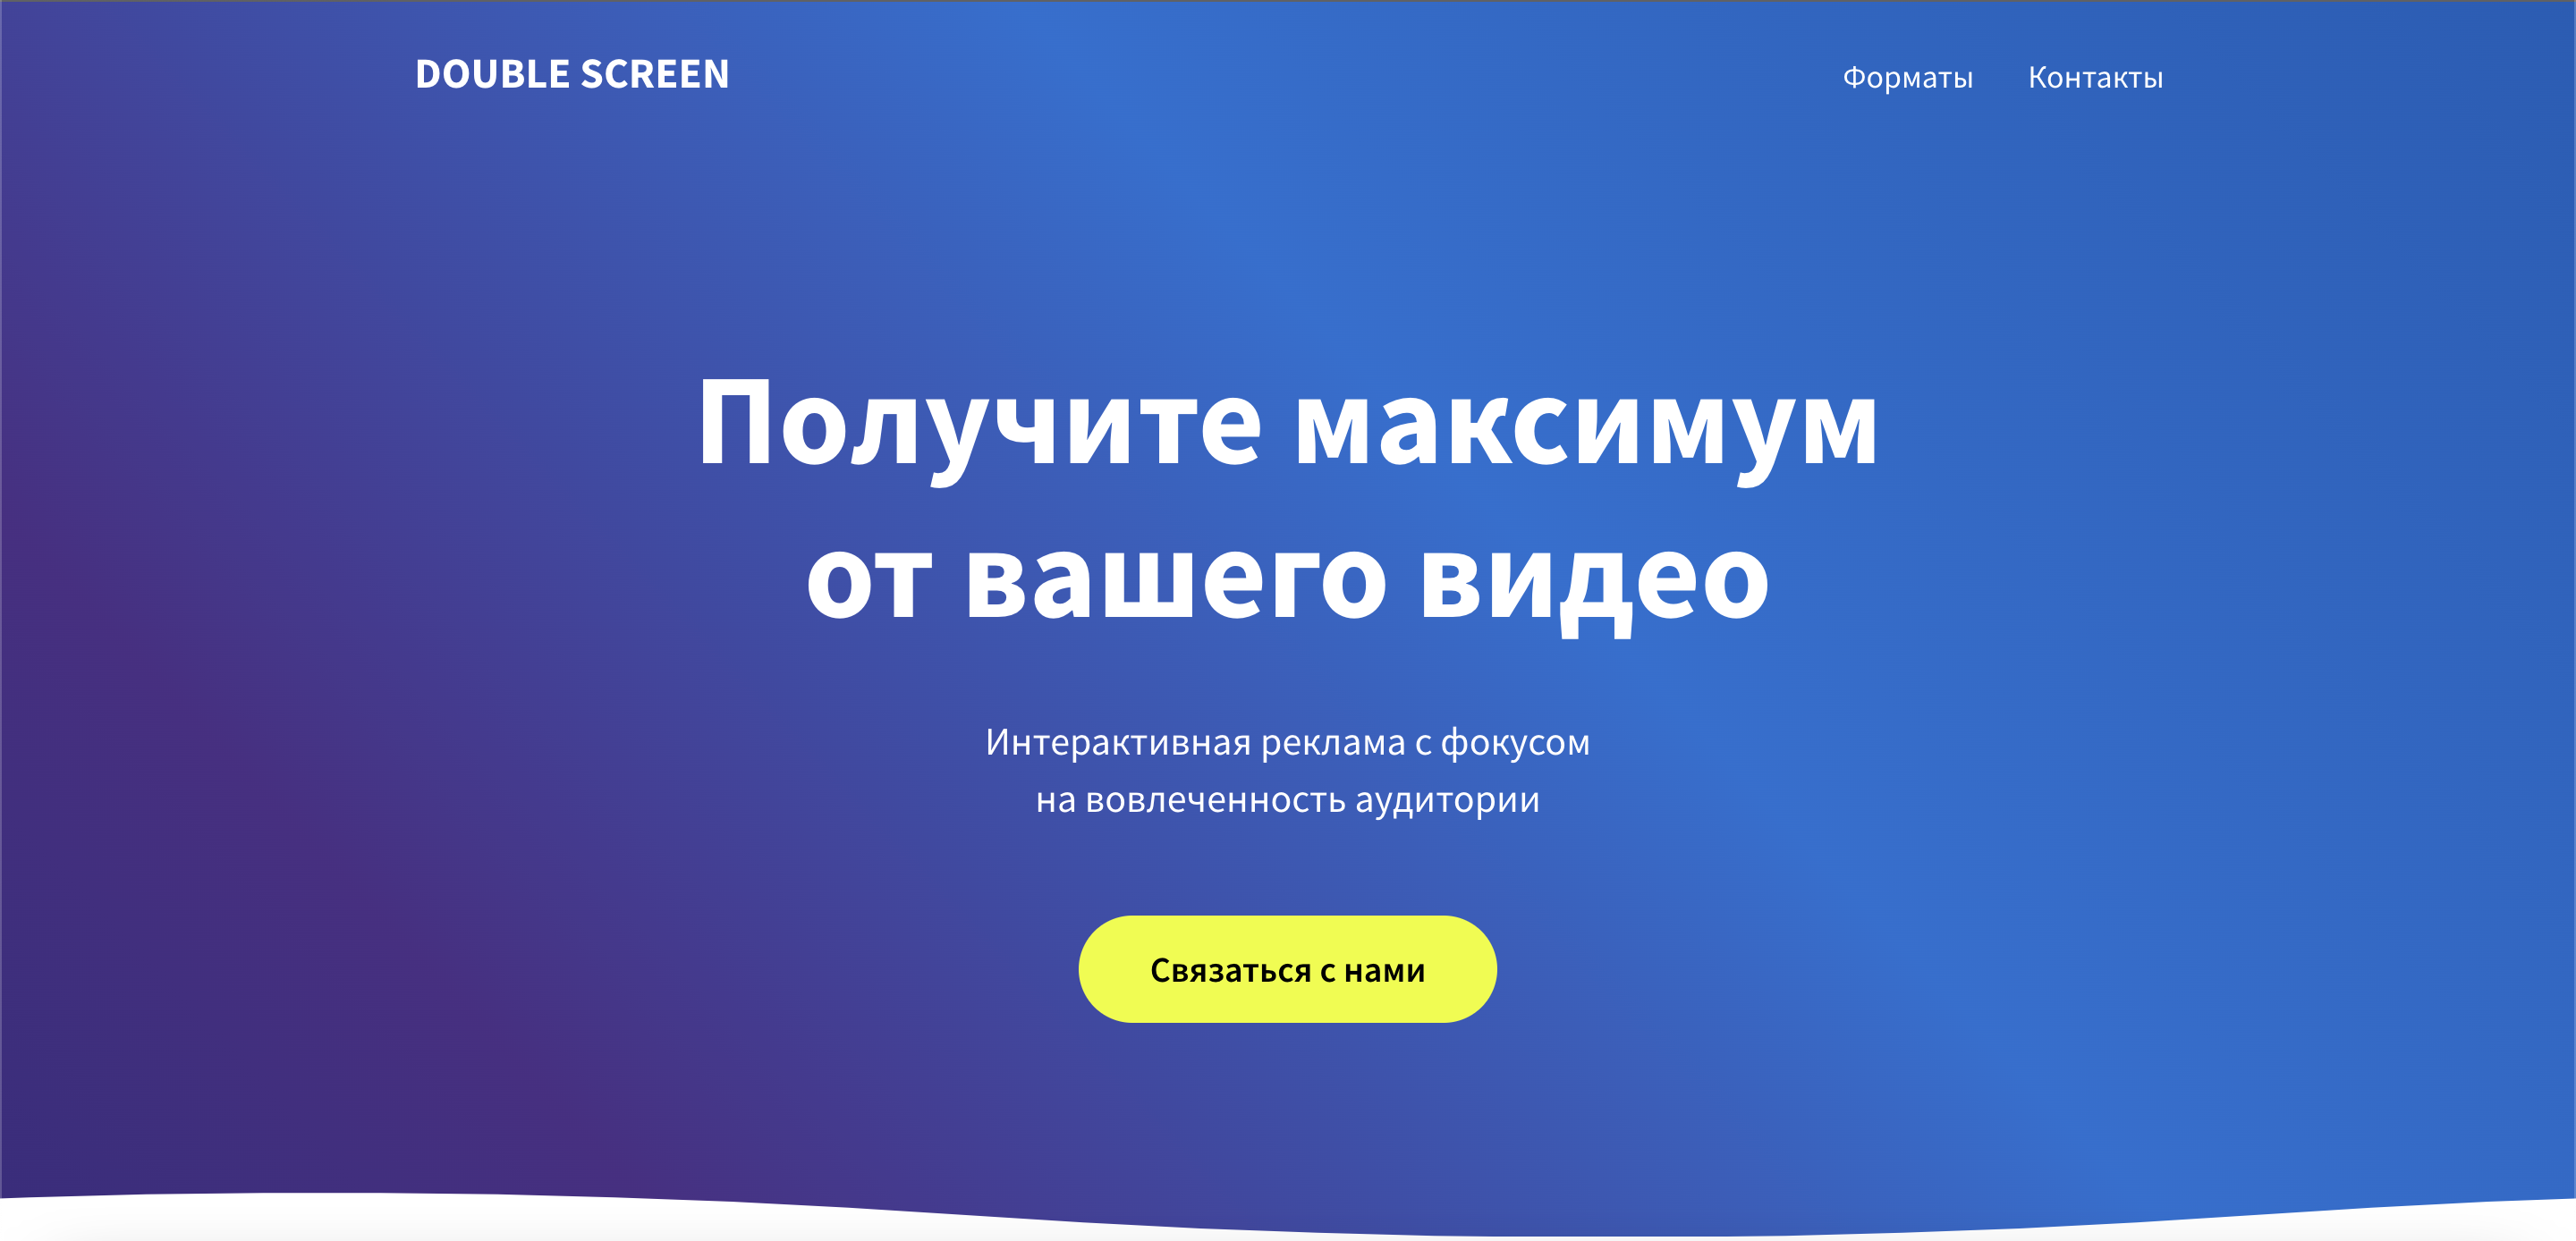 DOUBLE SCREEN
Форматы Контакты
Получите максимум
от вашего видео
Интерактивная реклама с фокусом
на вовлеченность аудитории
Связаться с нами